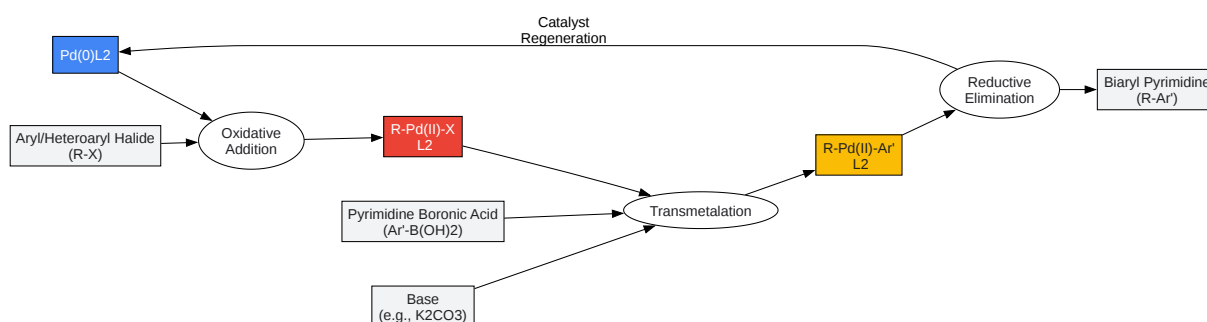 Catalyst
Regeneration
Pd(0)L2
Reductive
Elimination
Biaryl Pyrimidine
(R-Ar')
Aryl/Heteroaryl Halide
(R-X)
Oxidative
Addition
R-Pd(II)-X
L2
R-Pd(II)-Ar'
L2
Pyrimidine Boronic Acid
(Ar'-B(OH)2)
Transmetalation
Base
(e.g., K2CO3)